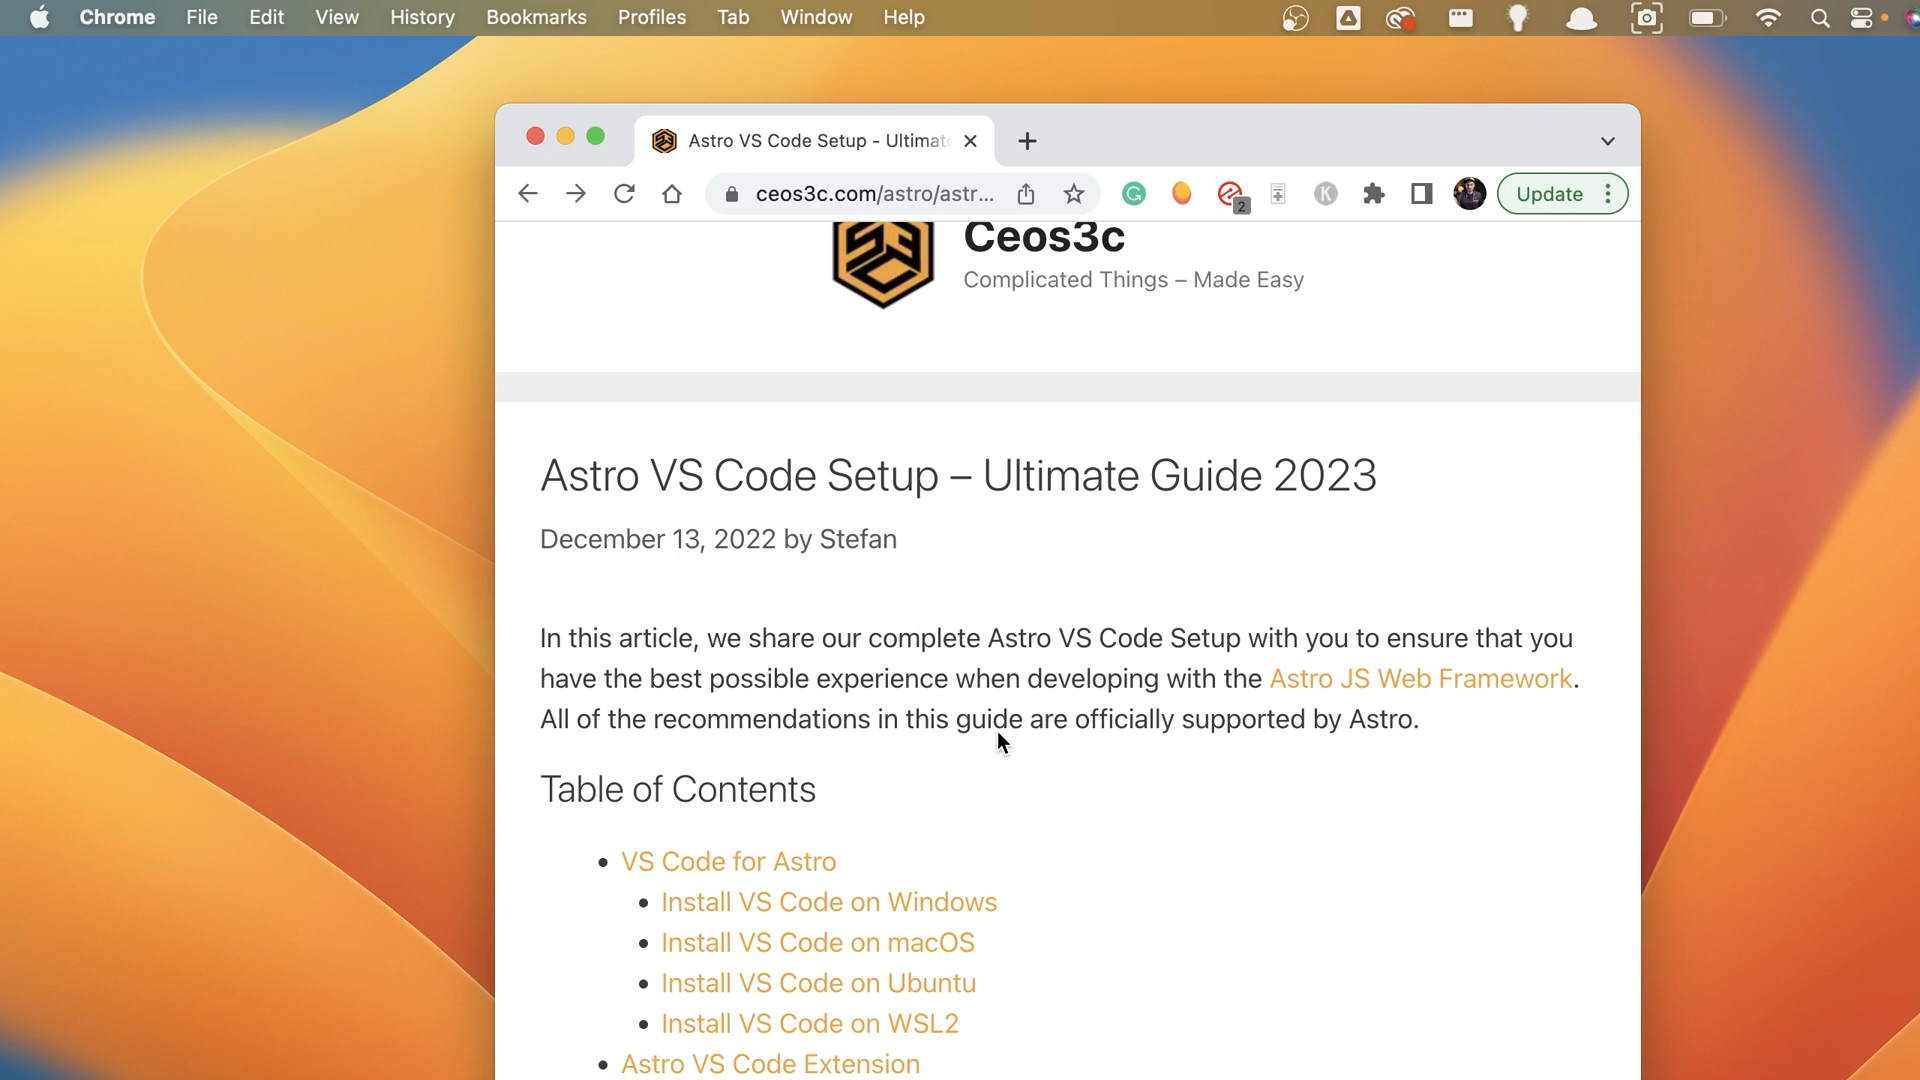 Chrome File Edit View History Bookmarks Profiles Tab Window Help
Astro VS Code Setup - Ultimate
ceos3c.com/astro/astr...
2
Update
Ceos3c
Complicated Things – Made Easy
Astro VS Code Setup – Ultimate Guide 2023
December 13, 2022 by Stefan
In this article, we share our complete Astro VS Code Setup with you to ensure that you
have the best possible experience when developing with the Astro JS Web Framework.
All of the recommendations in this guide are officially supported by Astro.
Table of Contents
VS Code for Astro
Install VS Code on Windows
Install VS Code on macOS
Install VS Code on Ubuntu
Install VS Code on WSL2
Astro VS Code Extension